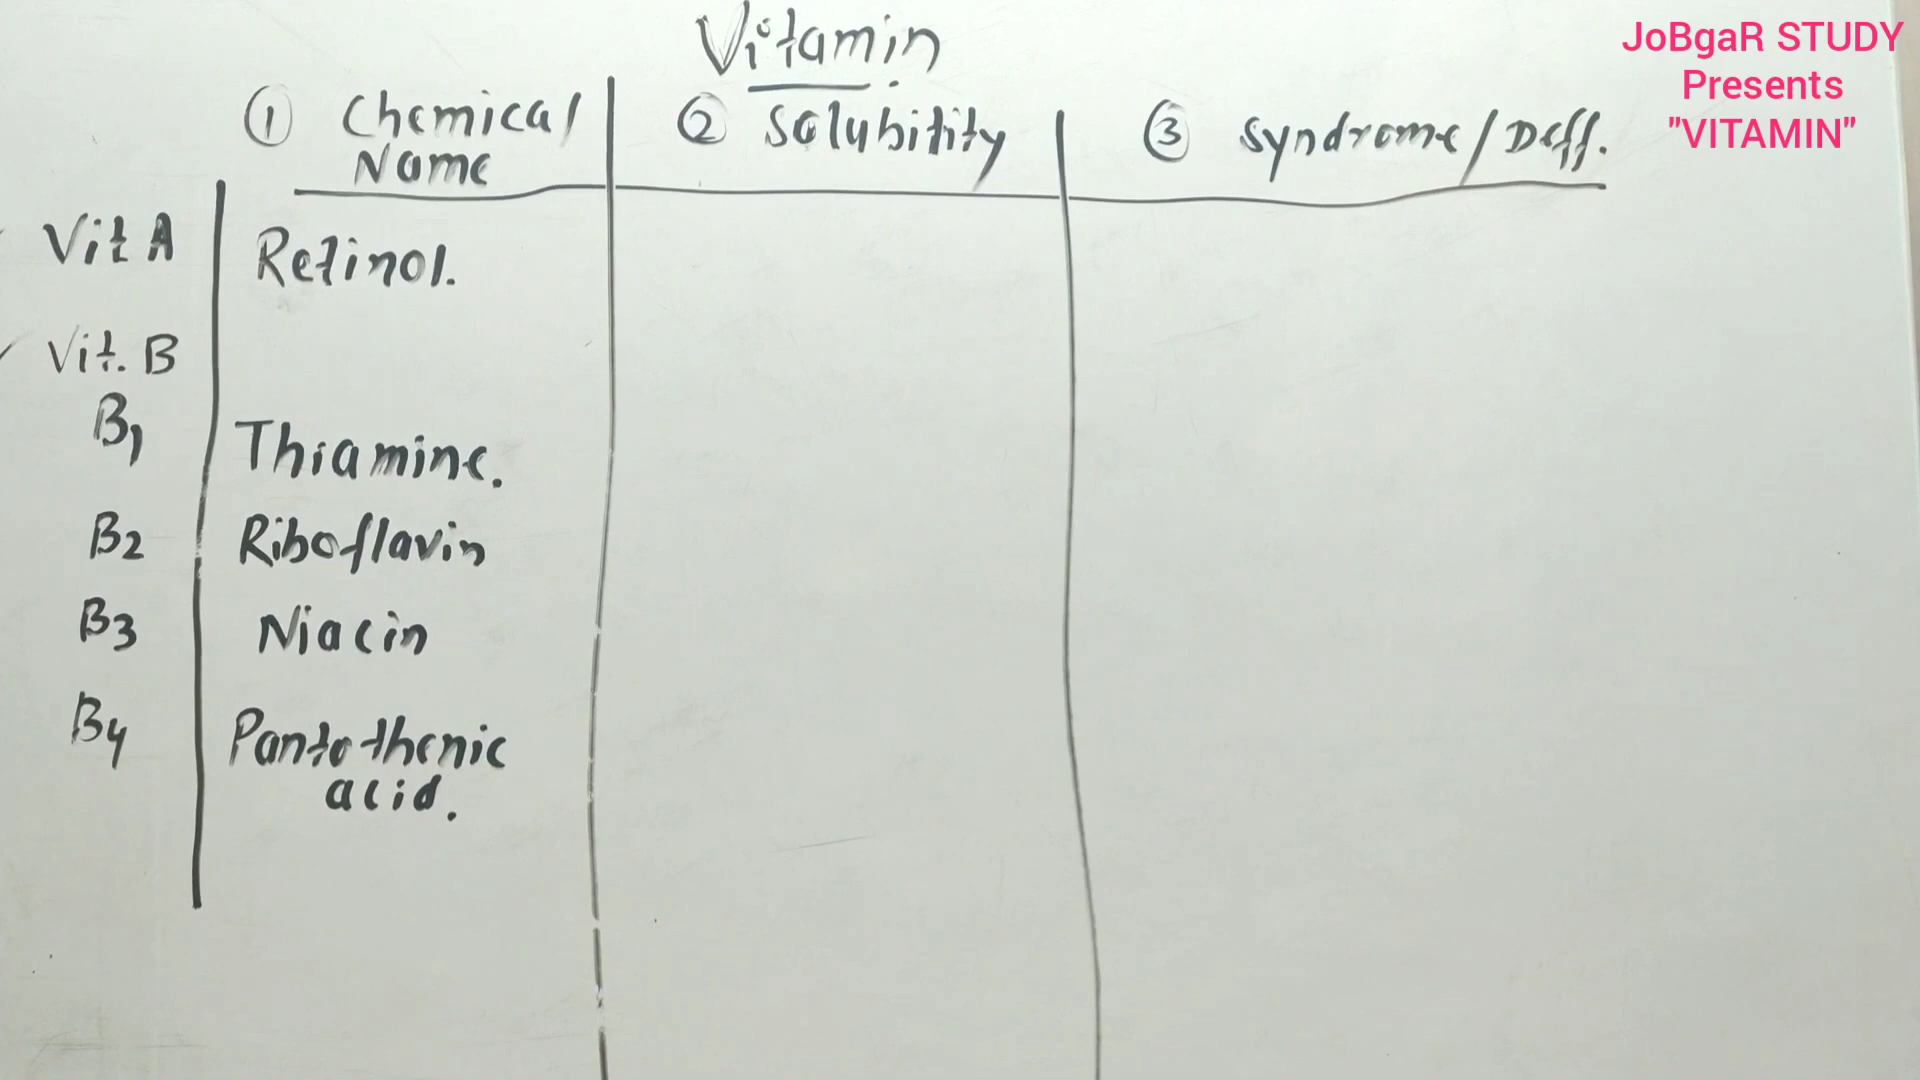 Vitamin
JoBgaR STUDY
Presents
"VITAMIN"
① Chemical
Name
② Solubility
③ Syndrome/Deff.
Vit A
Retinol.
Vit. B
B1
Thiamine.
B2
Riboflavin
B3
Niacin
B4
Pantothenic
acid.